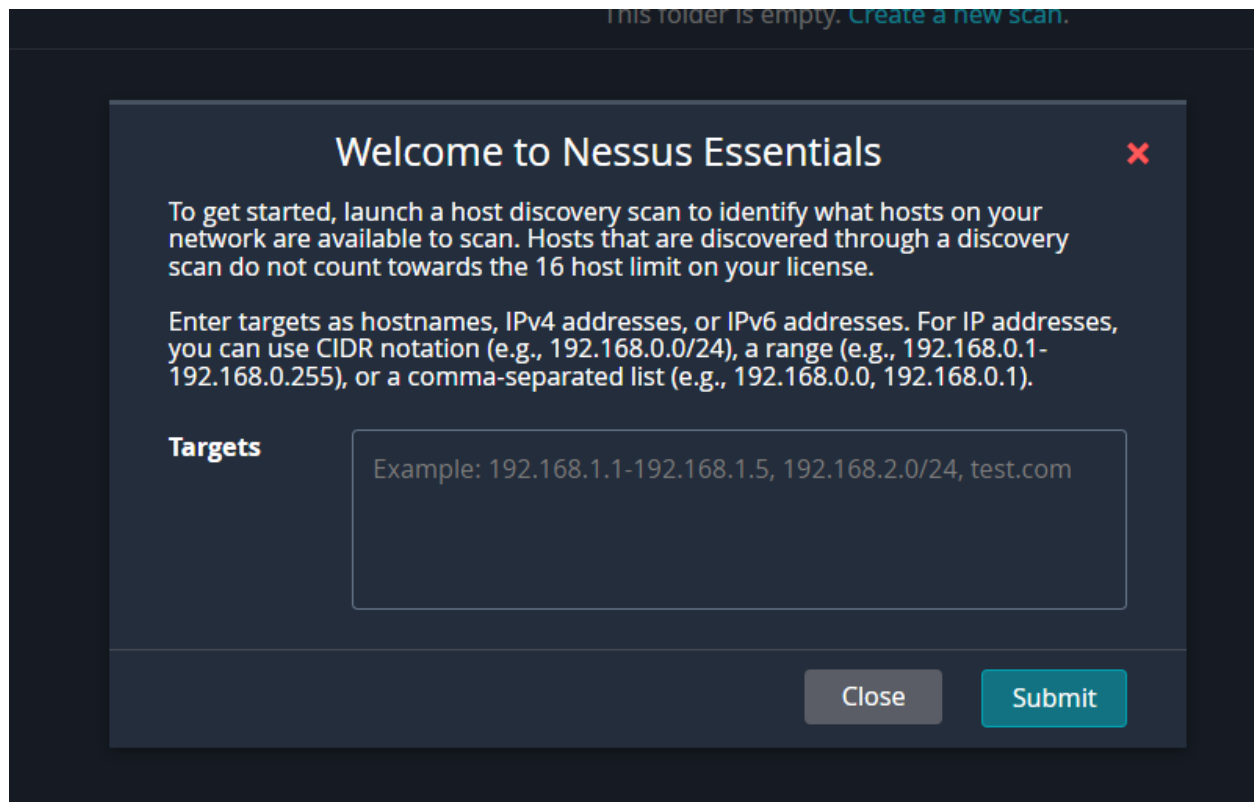 This folder is empty. Create a new scan.
Welcome to Nessus Essentials
To get started, launch a host discovery scan to identify what hosts on your
network are available to scan. Hosts that are discovered through a discovery
scan do not count towards the 16 host limit on your license.
Enter targets as hostnames, IPv4 addresses, or IPv6 addresses. For IP addresses,
you can use CIDR notation (e.g., 192.168.0.0/24), a range (e.g., 192.168.0.1-
192.168.0.255), or a comma-separated list (e.g., 192.168.0.0, 192.168.0.1).
Targets
Example: 192.168.1.1-192.168.1.5, 192.168.2.0/24, test.com
Close
Submit